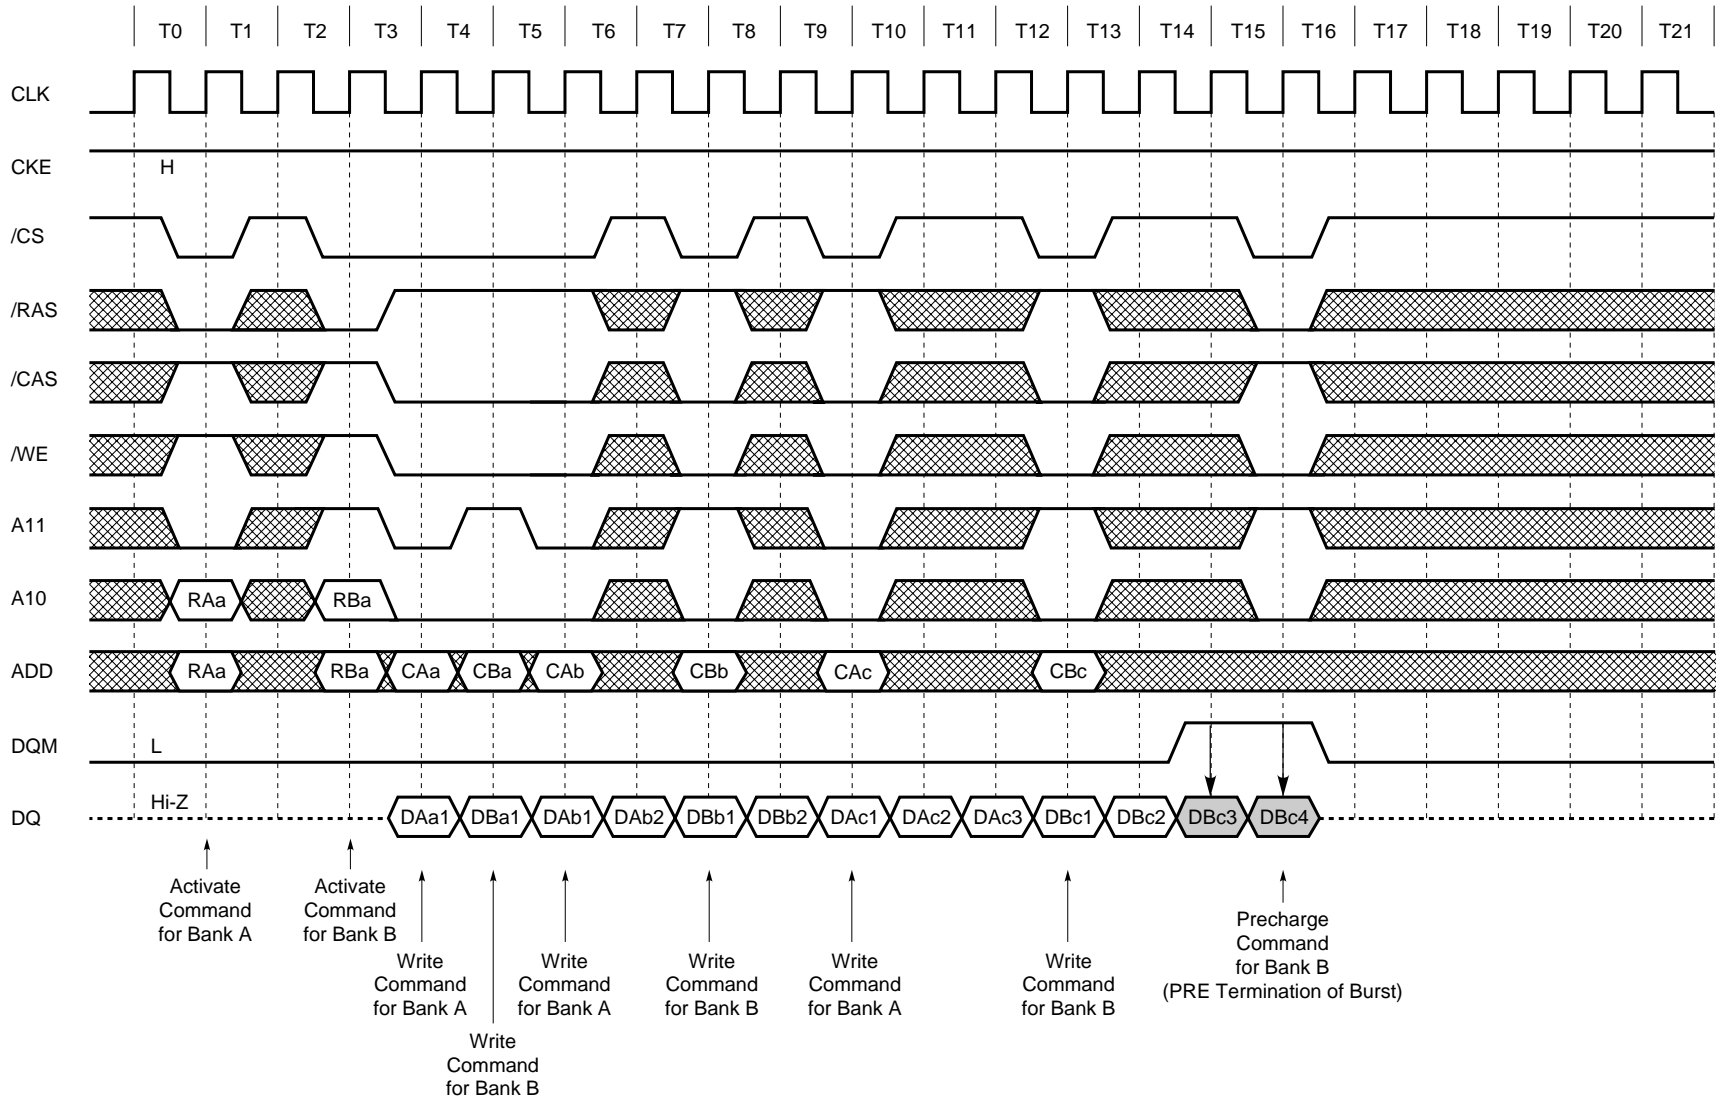 T0 T1 T2 T3 T4 T5 T6 T7 T8 T9 T10 T11 T12 T13 T14 T15 T16 T17 T18 T19 T20 T21
CLK
CKE H
/CS
/RAS
/CAS
/WE
A11
A10 RAa RBa
ADD RAa RBa CAa CBa CAb CBb CAc CBc
DQM L
Hi-Z
DQ DAa1 DBa1 DAb1 DAb2 DBb1 DBb2 DAc1 DAc2 DAc3 DBc1 DBc2 DBc3 DBc4
Activate
Command
for Bank A
Activate
Command
for Bank B
Write
Command
for Bank A
Write
Command
for Bank B
Write
Command
for Bank A
Write
Command
for Bank B
Write
Command
for Bank A
Write
Command
for Bank B
Precharge
Command
for Bank B
(PRE Termination of Burst)